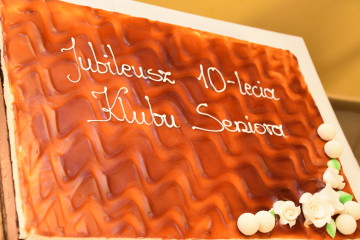 Jubileusz 10-lecia
Klubu Seniora